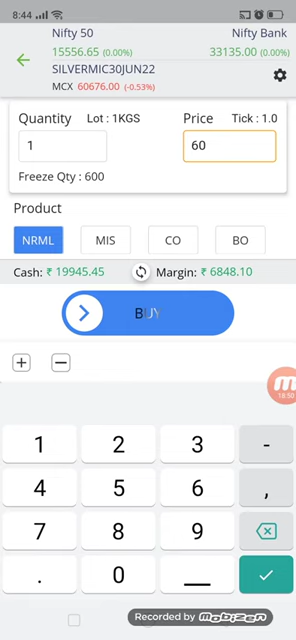 8:44
Nifty 50 Nifty Bank
15556.65 (0.00%) 33135.00 (0.00%)
SILVERMIC30JUN22
MCX 60676.00 (-0.53%)
Quantity Lot : 1KGS Price Tick : 1.0
1 60
Freeze Qty : 600
Product
NRML MIS CO BO
Cash: ₹ 19945.45 Margin: ₹ 6848.10
BUY
+ −
1 2 3 -
4 5 6 ,
7 8 9
. 0
Recorded by mobizen